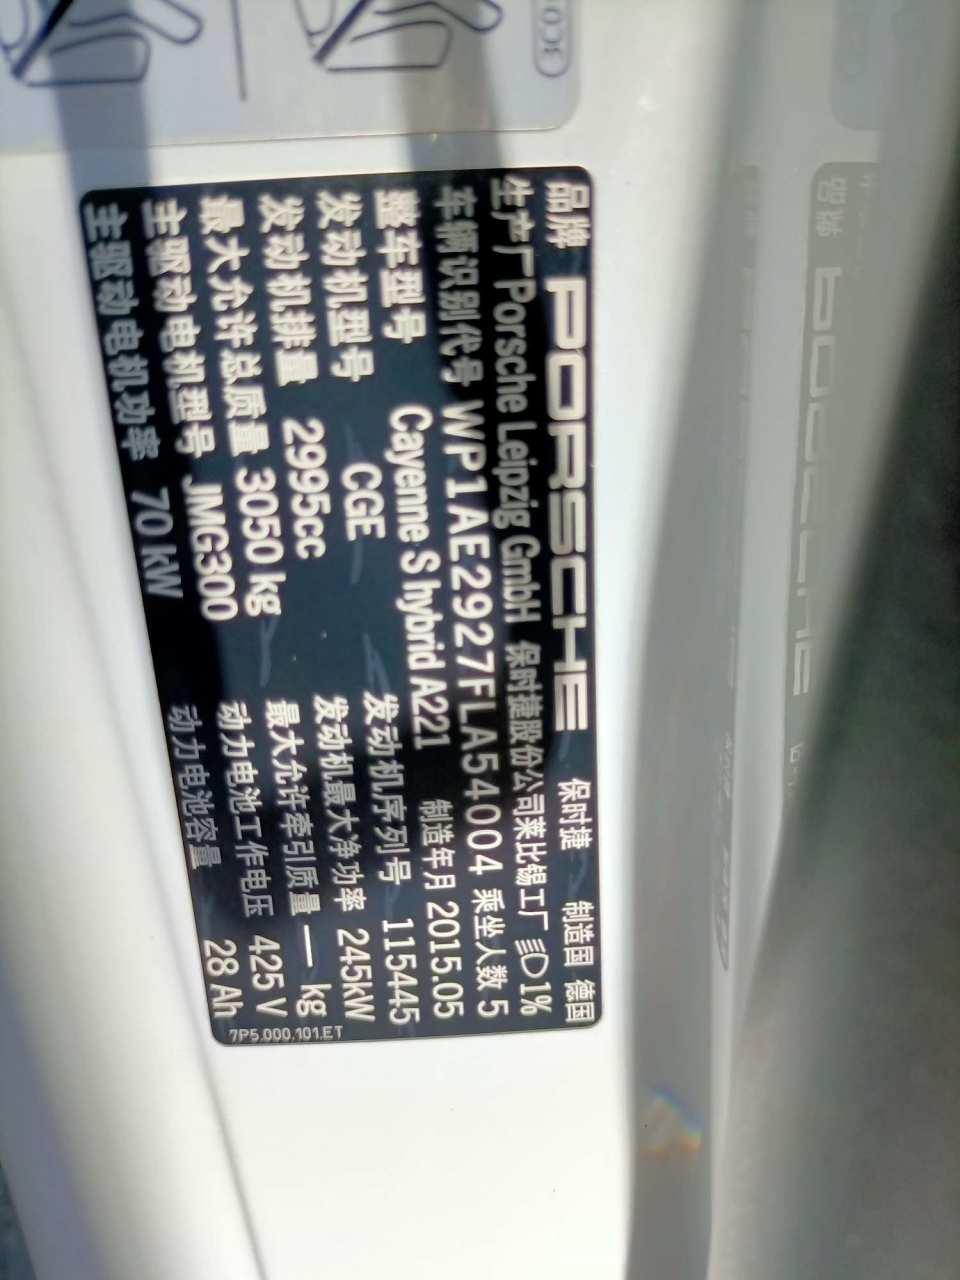 品牌 PORSCHE 保时捷 制造国 德国
生产厂 Porsche Leipzig GmbH 保时捷股份公司莱比锡工厂 1%
车辆识别代号 WP1AE2927FLA54004 乘坐人数 5
整车型号 Cayenne S hybrid A221 制造年月 2015.05
发动机型号 CGE 发动机序列号 115445
发动机排量 2995cc 发动机最大净功率 245kW
最大允许总质量 3050 kg 最大允许牵引质量 — kg
主驱动电机型号 JMG300 动力电池工作电压 425 V
主驱动电机功率 70 kW 动力电池容量 28 Ah
7P5.000.101.ET